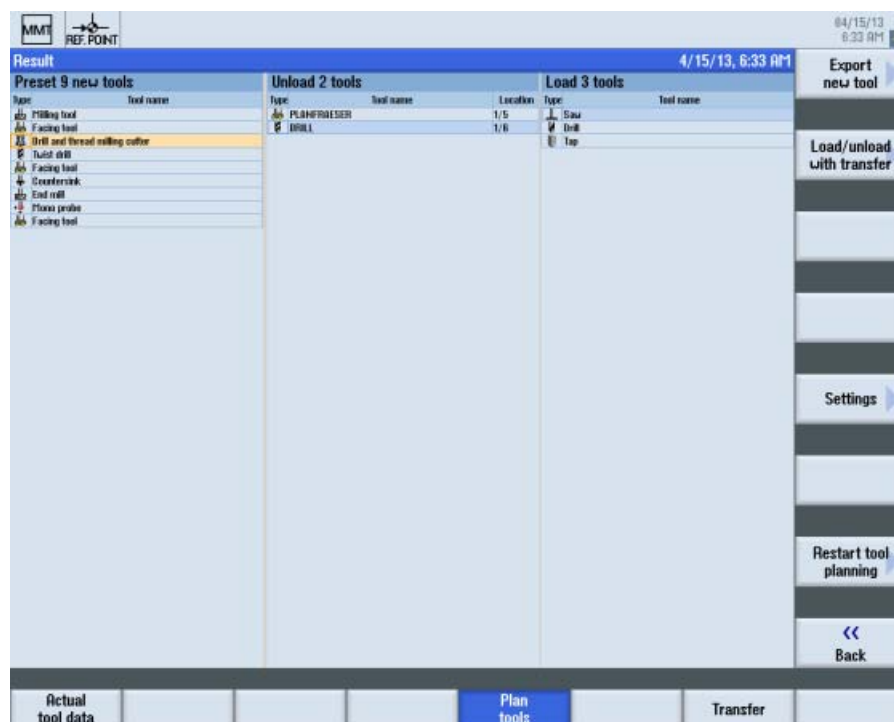 MMT
REF. POINT
04/15/13
6:33 AM
Result 4/15/13, 6:33 AM
Preset 9 new tools
Type Tool name
Milling tool
Facing tool
Drill and thread milling cutter
Twist drill
Facing tool
Countersink
End mill
Mono probe
Facing tool
Unload 2 tools
Type Tool name Location
PLANFRAESER 1/5
DRILL 1/6
Load 3 tools
Type Tool name
Saw
Drill
Tap
Export
new tool
Load/unload
with transfer
Settings
Restart tool
planning
<<
Back
Actual
tool data
Plan
tools
Transfer